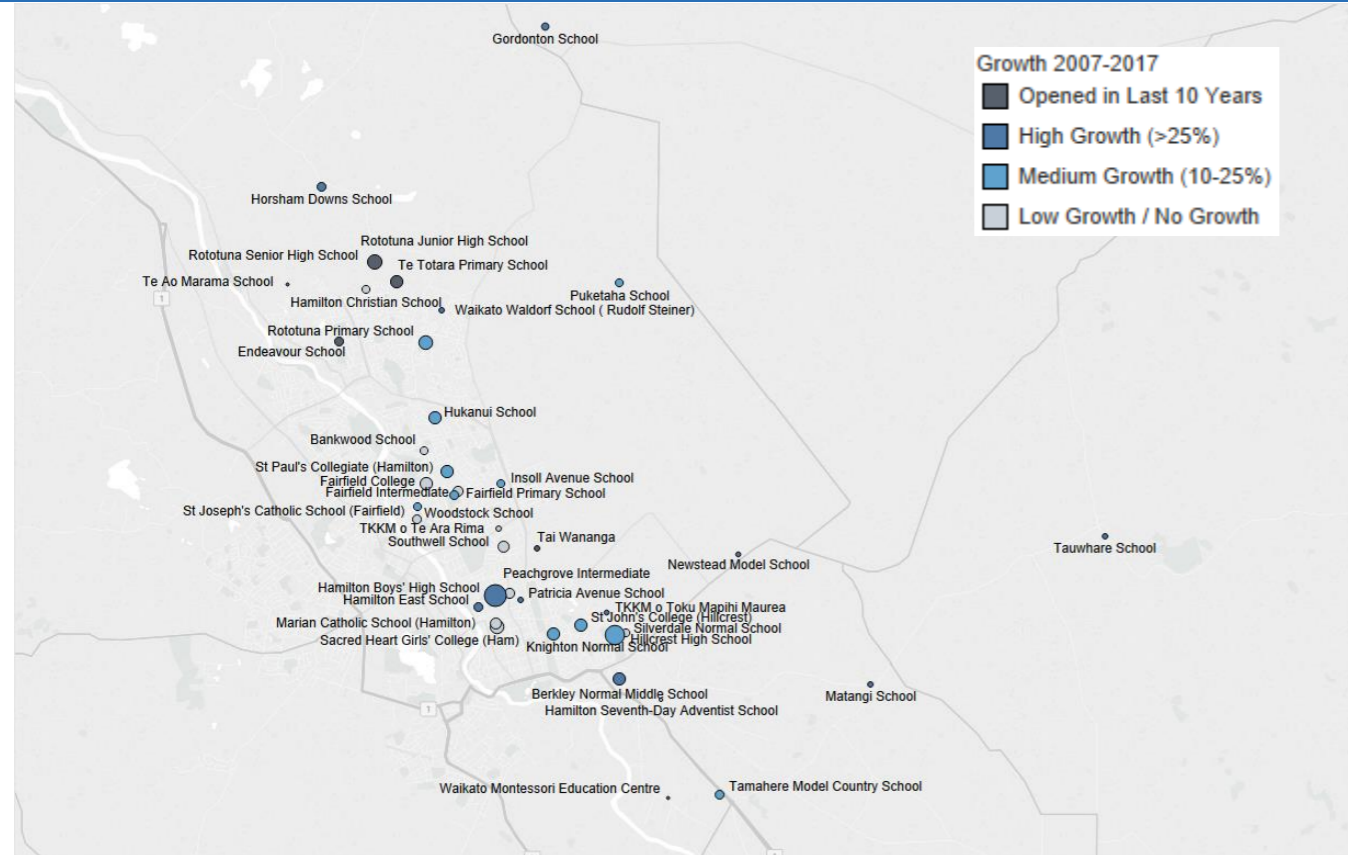 Gordonton School
Growth 2007-2017
Opened in Last 10 Years
High Growth (>25%)
Medium Growth (10-25%)
Low Growth / No Growth
Horsham Downs School
Rototuna Junior High School
Rototuna Senior High School
Te Totara Primary School
Te Ao Marama School
Puketaha School
Hamilton Christian School
Waikato Waldorf School ( Rudolf Steiner)
1
Rototuna Primary School
Endeavour School
Hukanui School
Bankwood School
St Paul's Collegiate (Hamilton)
Fairfield College
Insoll Avenue School
Fairfield Intermediate
Fairfield Primary School
St Joseph's Catholic School (Fairfield)
Woodstock School
TKKM o Te Ara Rima
Southwell School
Tai Wananga
Newstead Model School
Tauwhare School
Peachgrove Intermediate
Hamilton Boys' High School
Patricia Avenue School
Hamilton East School
TKKM o Toku Mapihi Maurea
St John's College (Hillcrest)
Marian Catholic School (Hamilton)
Silverdale Normal School
Sacred Heart Girls' College (Ham)
Hillcrest High School
Knighton Normal School
Berkley Normal Middle School
Matangi School
1
Hamilton Seventh-Day Adventist School
Waikato Montessori Education Centre
Tamahere Model Country School